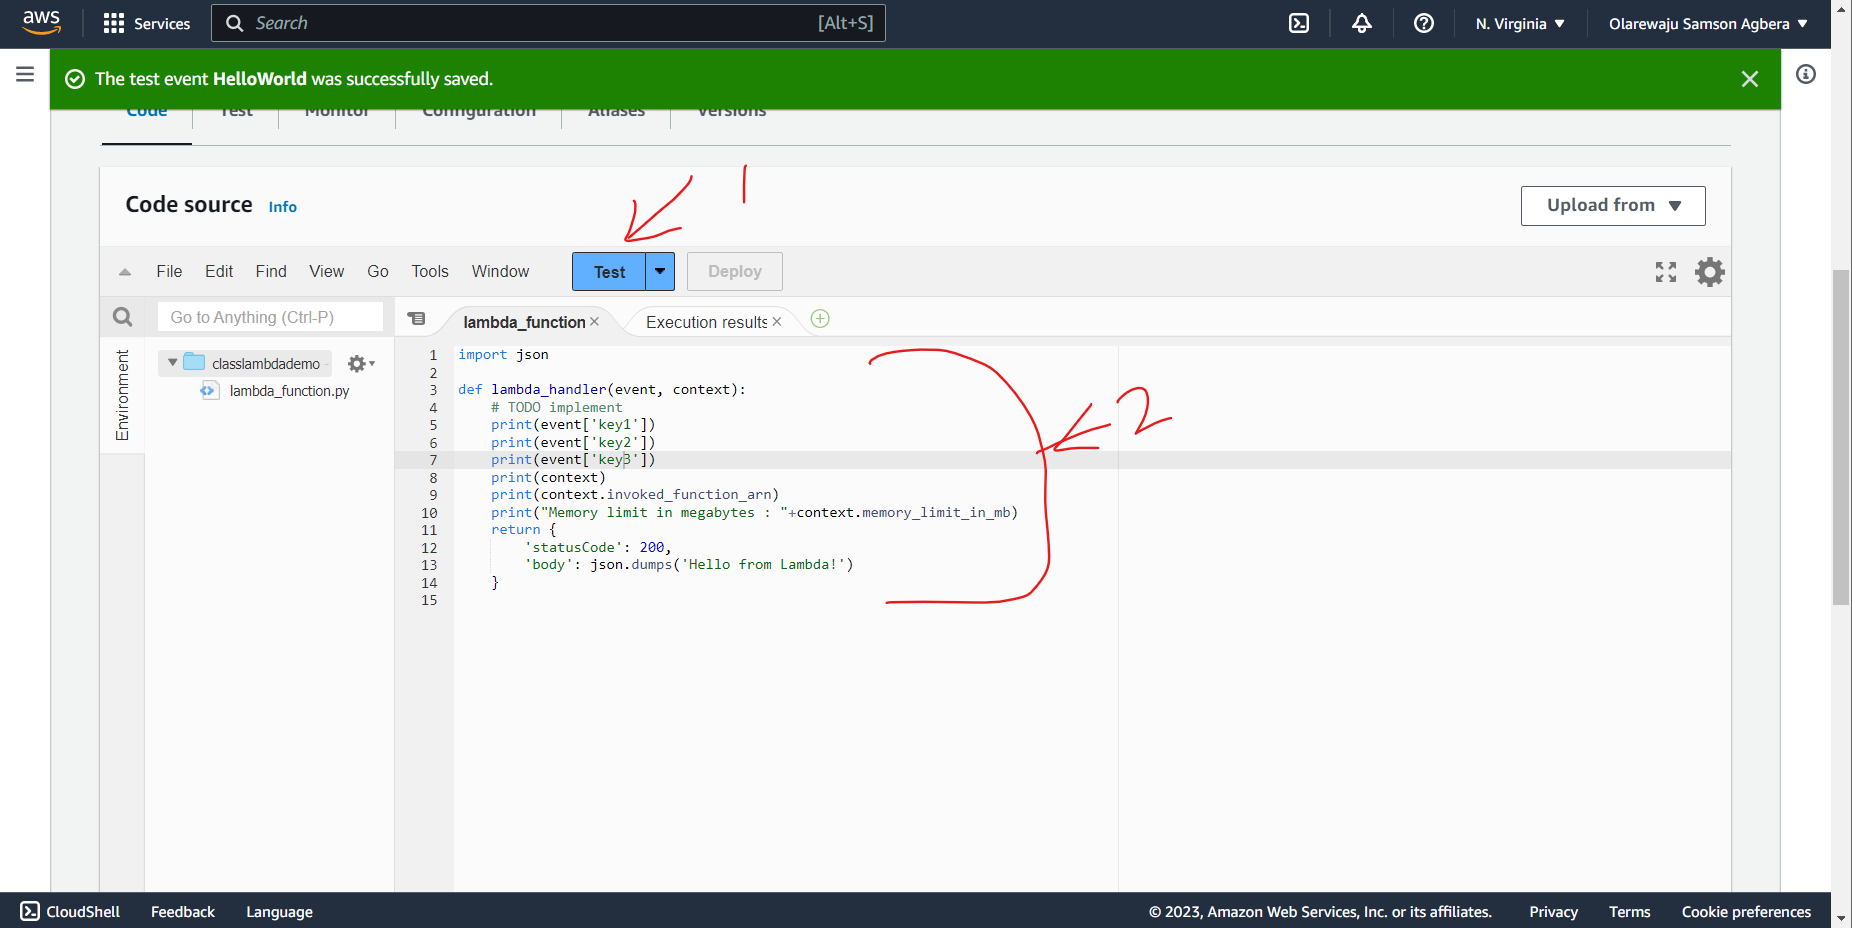 aws
Services
Search
[Alt+S]
N. Virginia
Olarewaju Samson Agbera
The test event HelloWorld was successfully saved.
Code Test Monitor Configuration Aliases Versions
1
Code source Info
Upload from
File Edit Find View Go Tools Window
Test
Deploy
Go to Anything (Ctrl-P)
lambda_function
Execution results
Environment
classlambdademo
lambda_function.py
2
1 import json
2
3 def lambda_handler(event, context):
4 # TODO implement
5 print(event['key1'])
6 print(event['key2'])
7 print(event['key3'])
8 print(context)
9 print(context.invoked_function_arn)
10 print("Memory limit in megabytes : "+context.memory_limit_in_mb)
11 return {
12 'statusCode': 200,
13 'body': json.dumps('Hello from Lambda!')
14 }
15
CloudShell Feedback Language
© 2023, Amazon Web Services, Inc. or its affiliates. Privacy Terms Cookie preferences